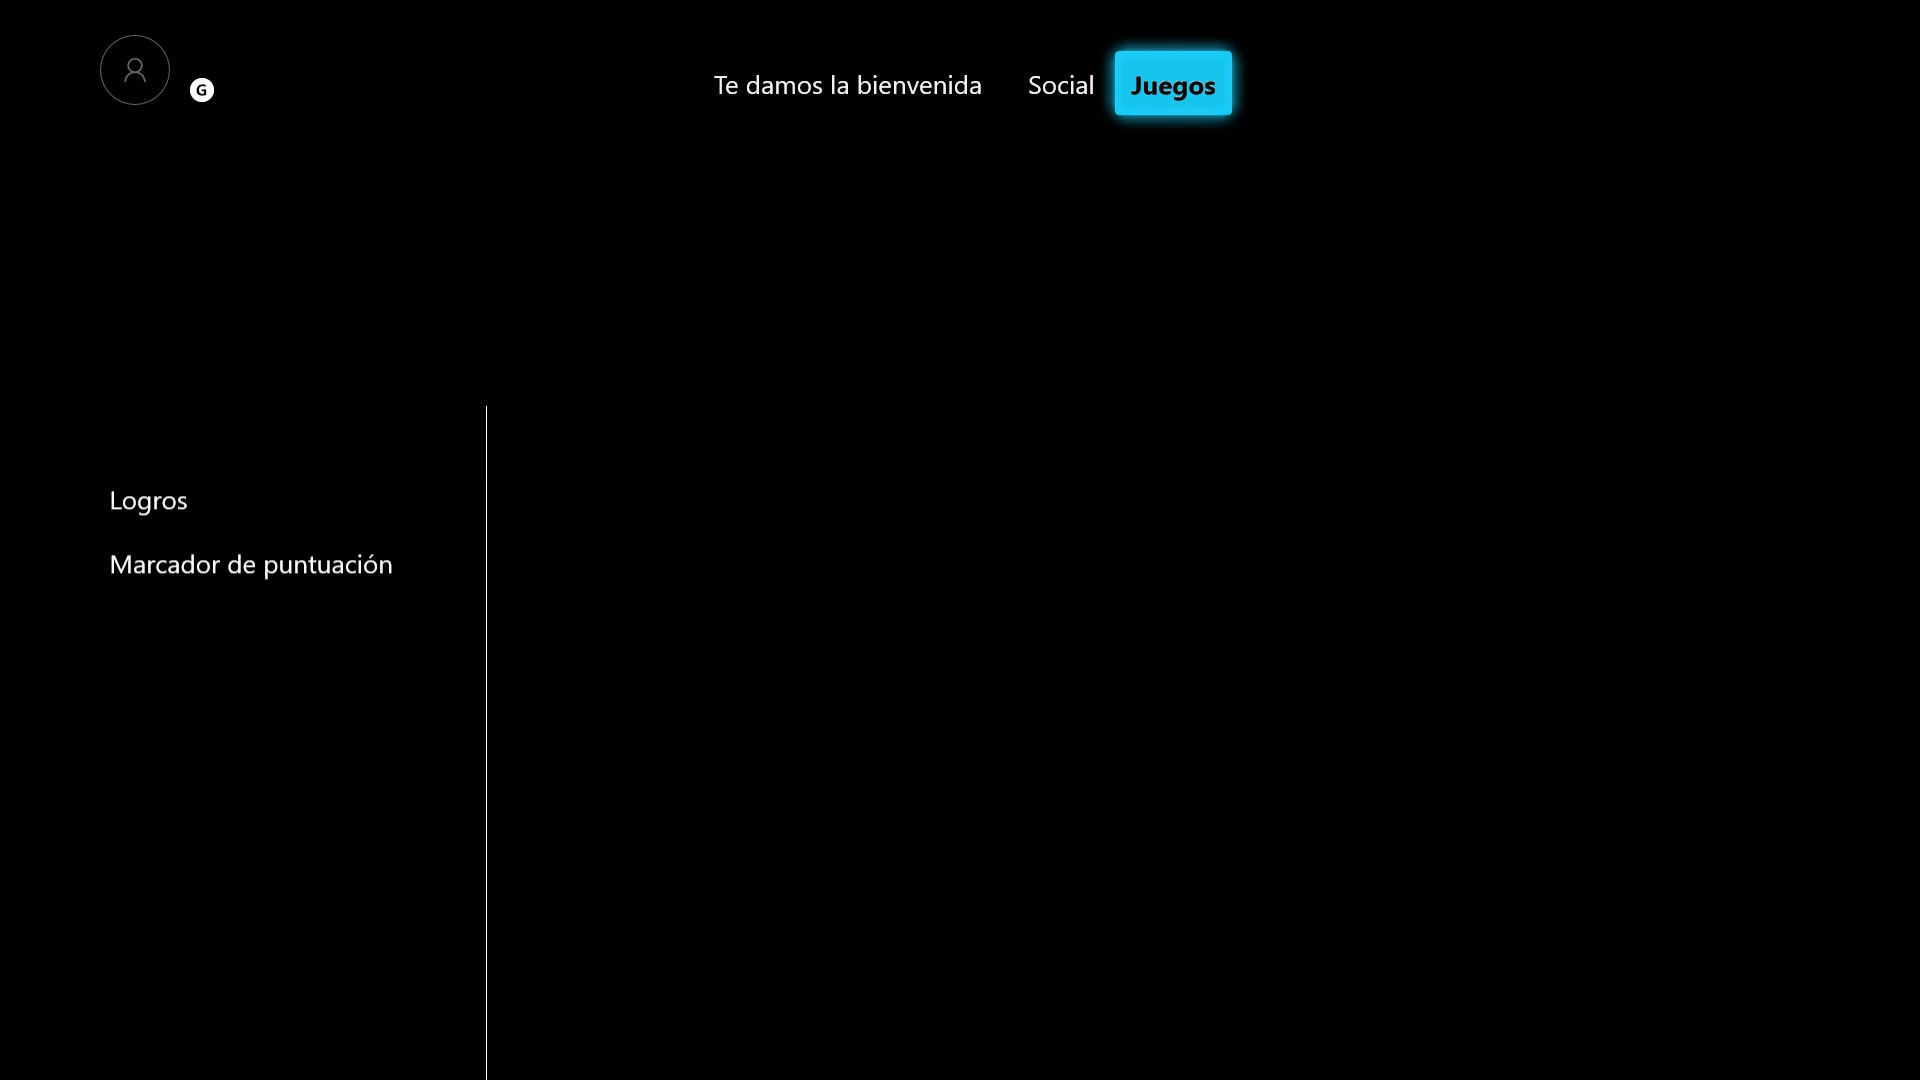 G
Te damos la bienvenida
Social
Juegos
Logros
Marcador de puntuación